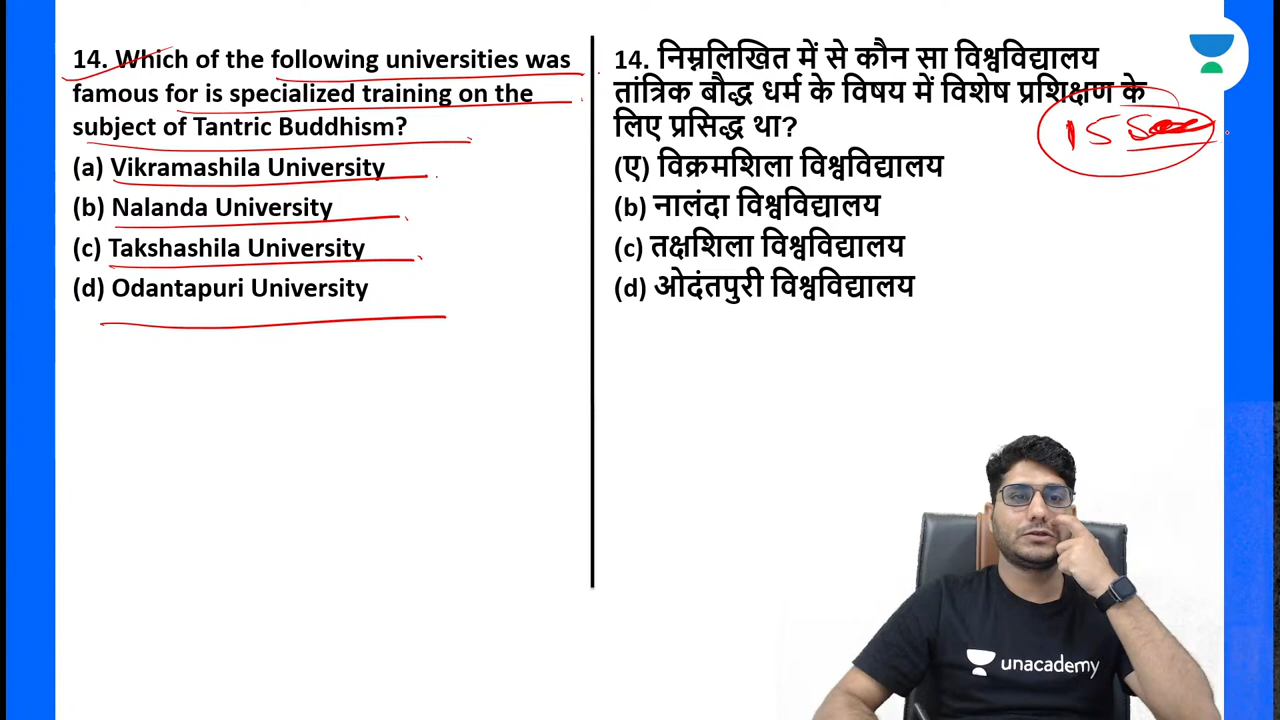 14. Which of the following universities was
famous for is specialized training on the
subject of Tantric Buddhism?
(a) Vikramashila University
(b) Nalanda University
(c) Takshashila University
(d) Odantapuri University
14. निम्नलिखित में से कौन सा विश्वविद्यालय
तांत्रिक बौद्ध धर्म के विषय में विशेष प्रशिक्षण के
लिए प्रसिद्ध था?
(ए) विक्रमशिला विश्वविद्यालय
(b) नालंदा विश्वविद्यालय
(c) तक्षशिला विश्वविद्यालय
(d) ओदंतपुरी विश्वविद्यालय
15
unacademy